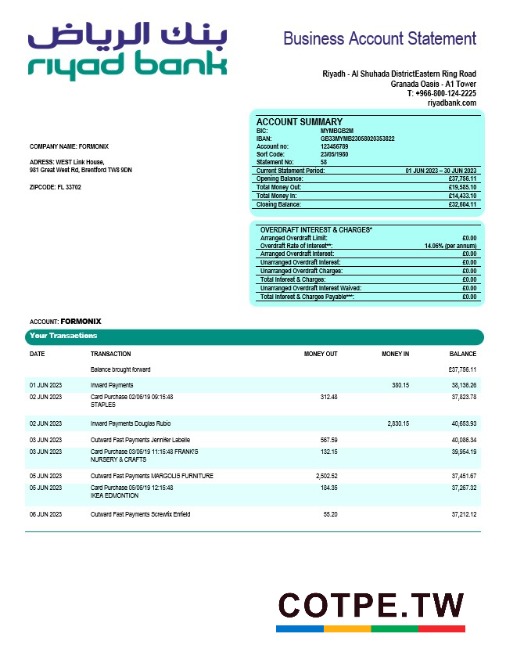 بنك الرياض
riyad bank
Business Account Statement
Riyadh - Al Shuhada DistrictEastern Ring Road
Granada Oasis - A1 Tower
T: +966-800-124-2225
riyadbank.com
ACCOUNT SUMMARY
BIC: MYMBGB2M
IBAN: GB33MYMB23058020353822
Account no: 123456789
Sort Code: 23/05/1960
Statement No: 58
Current Statement Period: 01 JUN 2023 – 30 JUN 2023
Opening Balance: £37,756.11
Total Money Out: £19,585.10
Total Money In: £14,433.10
Closing Balance: £32,604.11
COMPANY NAME: FORMONIX
ADRESS: WEST Link House,
981 Great West Rd, Brentford TW8 9DN
ZIPCODE: FL 33702
OVERDRAFT INTEREST & CHARGES*
Arranged Overdraft Limit: £0.00
Overdraft Rate of Interest**: 14.06% (per annum)
Arranged Overdraft Interest: £0.00
Unarranged Overdraft Interest: £0.00
Unarranged Overdraft Charges: £0.00
Total Interest & Charges: £0.00
Unarranged Overdraft Interest Waived: £0.00
Total Interest & Charges Payable***: £0.00
ACCOUNT: FORMONIX
Your Transactions
DATE TRANSACTION MONEY OUT MONEY IN BALANCE
Balance brought forward £37,756.11
01 JUN 2023 Inward Payments 380.15 38,136.26
02 JUN 2023 Card Purchase 02/06/19 09:15:48 312.48 37,823.78
STAPLES
02 JUN 2023 Inward Payments Douglas Rubio 2,830.15 40,653.93
03 JUN 2023 Outward Fast Payments Jennifer Labelle 567.59 40,086.34
03 JUN 2023 Card Purchase 03/06/19 11:15:48 FRANK'S 132.15 39,954.19
NURSERY & CRAFTS
05 JUN 2023 Outward Fast Payments MARGOLIS FURNITURE 2,502.52 37,451.67
05 JUN 2023 Card Purchase 05/06/19 12:15:48 184.35 37,267.32
IKEA EDMONTION
06 JUN 2023 Outward Fast Payments Screwfix Enfield 55.20 37,212.12
COTPE.TW